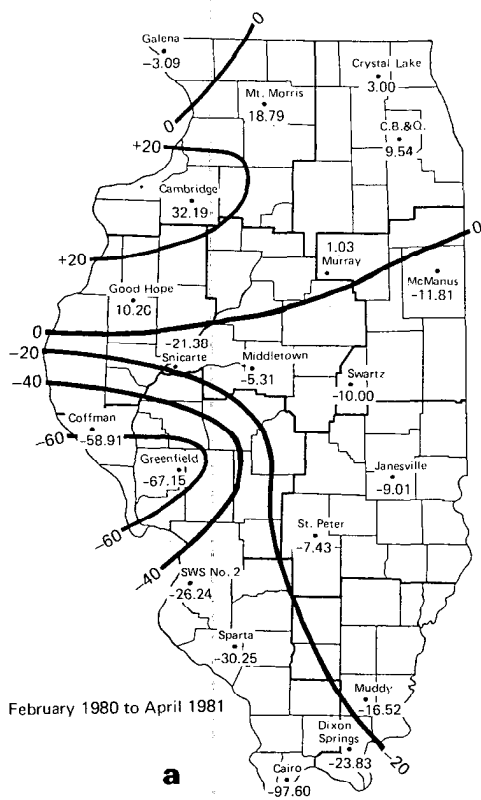 0
Galena
−3.09
Crystal Lake
3.00
Mt. Morris
18.79
0
C.B.&Q.
9.54
+20
Cambridge
32.19
0
1.03
Murray
+20
McManus
−11.81
Good Hope
10.20
0
−21.38
Snicarte
Middletown
−5.31
−20
Swartz
−10.00
−40
Coffman
−60
−58.91
Greenfield
−67.15
Janesville
−9.01
St. Peter
−7.43
−60
−40
SWS No. 2
−26.24
Sparta
−30.25
Muddy
−16.52
February 1980 to April 1981
Dixon
Springs
−23.83
−20
a
Cairo
−97.60